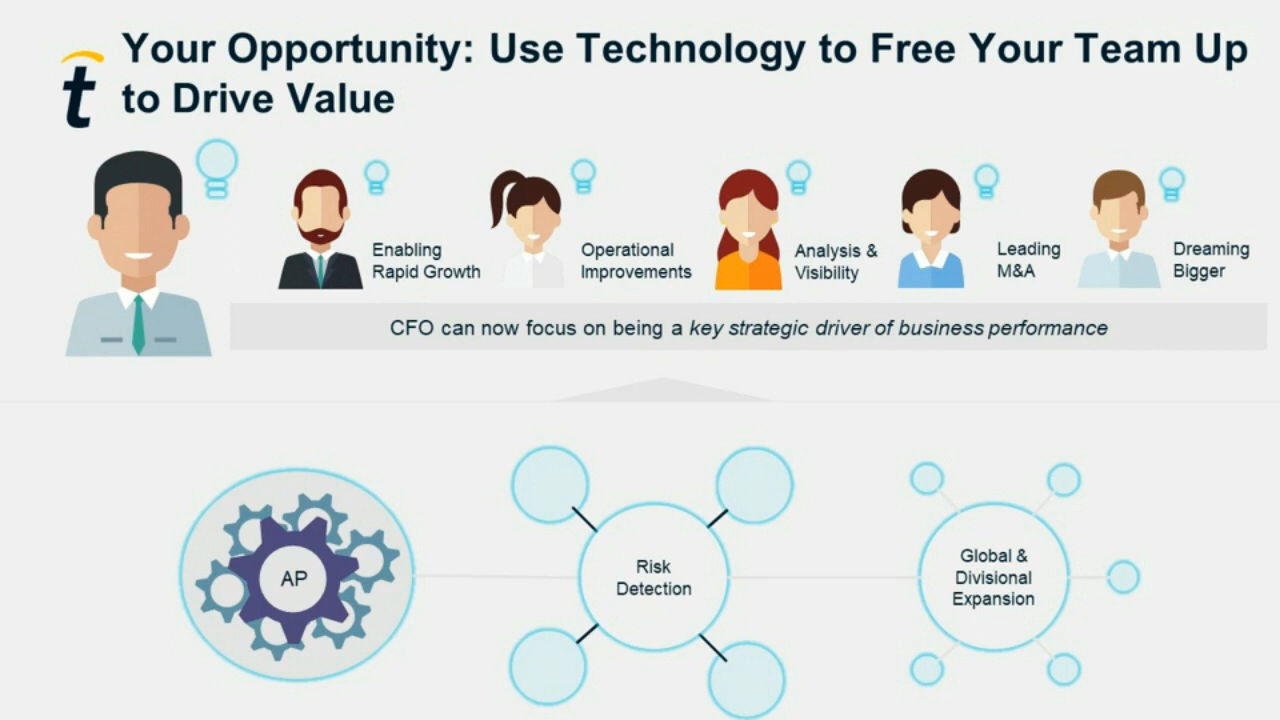 Your Opportunity: Use Technology to Free Your Team Up
to Drive Value
t
Enabling
Rapid Growth
Operational
Improvements
Analysis &
Visibility
Leading
M&A
Dreaming
Bigger
CFO can now focus on being a key strategic driver of business performance
AP
Risk
Detection
Global &
Divisional
Expansion